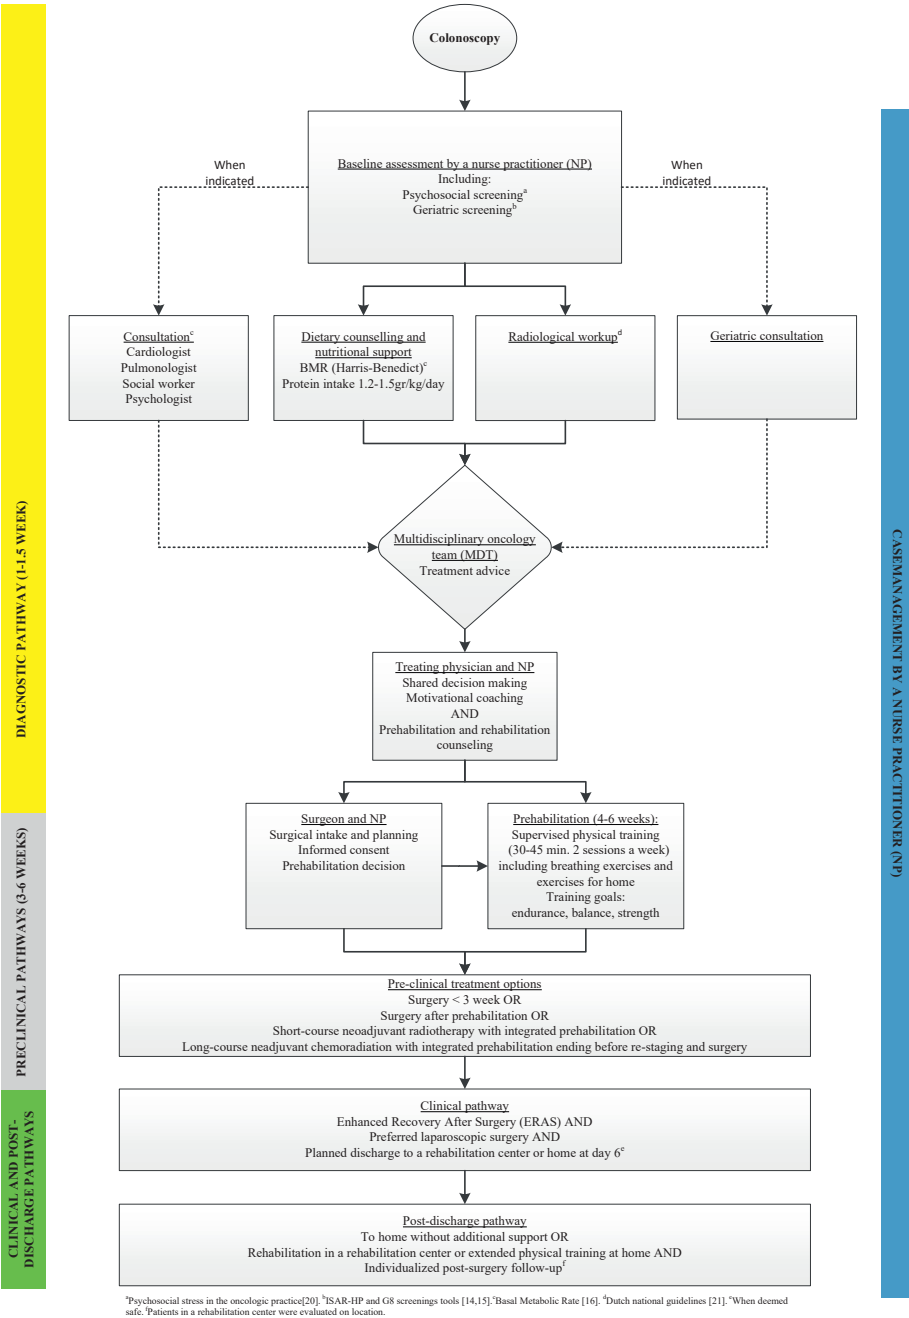 Colonoscopy
Baseline assessment by a nurse practitioner (NP)
Including:
Psychosocial screeningᵃ
Geriatric screeningᵇ
When
indicated
When
indicated
Consultationᶜ
Cardiologist
Pulmonologist
Social worker
Psychologist
Dietary counselling and
nutritional support
BMR (Harris-Benedict)ᶜ
Protein intake 1.2-1.5gr/kg/day
Radiological workupᵈ
Geriatric consultation
Multidisciplinary oncology
team (MDT)
Treatment advice
Treating physician and NP
Shared decision making
Motivational coaching
AND
Prehabilitation and rehabilitation
counseling
Surgeon and NP
Surgical intake and planning
Informed consent
Prehabilitation decision
Prehabilitation (4-6 weeks):
Supervised physical training
(30-45 min. 2 sessions a week)
including breathing exercises and
exercises for home
Training goals:
endurance, balance, strength
Pre-clinical treatment options
Surgery < 3 week OR
Surgery after prehabilitation OR
Short-course neoadjuvant radiotherapy with integrated prehabilitation OR
Long-course neadjuvant chemoradiation with integrated prehabilitation ending before re-staging and surgery
Clinical pathway
Enhanced Recovery After Surgery (ERAS) AND
Preferred laparoscopic surgery AND
Planned discharge to a rehabilitation center or home at day 6ᵉ
Post-discharge pathway
To home without additional support OR
Rehabilitation in a rehabilitation center or extended physical training at home AND
Individualized post-surgery follow-upᶠ
DIAGNOSTIC PATHWAY (1-1.5 WEEK)
PRECLINICAL PATHWAYS (3-6 WEEKS)
CLINICAL AND POST-
DISCHARGE PATHWAYS
CASEMANAGEMENT BY A NURSE PRACTITIONER (NP)
ᵃPsychosocial stress in the oncologic practice[20]. ᵇISAR-HP and G8 screenings tools [14,15].ᶜBasal Metabolic Rate [16]. ᵈDutch national guidelines [21]. ᵉWhen deemed
safe. ᶠPatients in a rehabilitation center were evaluated on location.